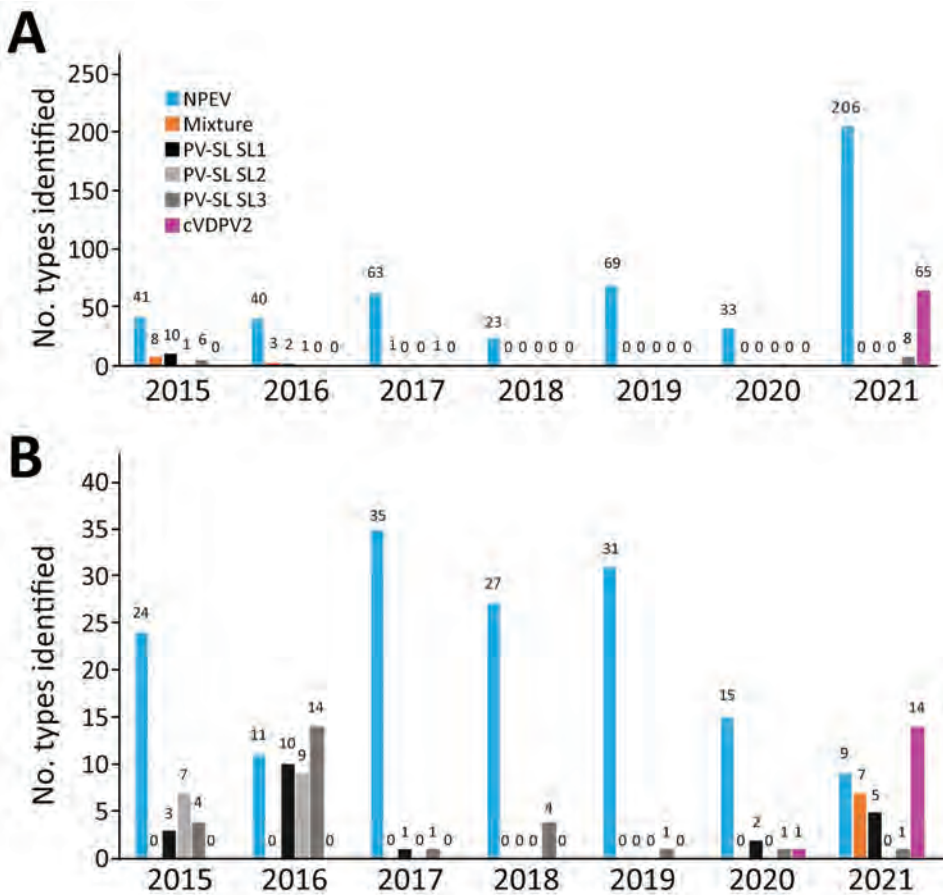 A
No. types identified
250
200
150
100
50
0
NPEV
Mixture
PV-SL SL1
PV-SL SL2
PV-SL SL3
cVDPV2
41 8 10 1 6 0
40 3 2 1 0 0
63 1 0 0 1 0
23 0 0 0 0 0
69 0 0 0 0 0
33 0 0 0 0 0
206 0 0 0 8 65
2015 2016 2017 2018 2019 2020 2021
B
No. types identified
40
35
30
25
20
15
10
5
0
24 0 3 7 4 0
11 0 10 9 14 0
35 0 1 0 1 0
27 0 0 0 4 0
31 0 0 0 1 0
15 0 2 0 1 1
9 7 5 0 1 14
2015 2016 2017 2018 2019 2020 2021